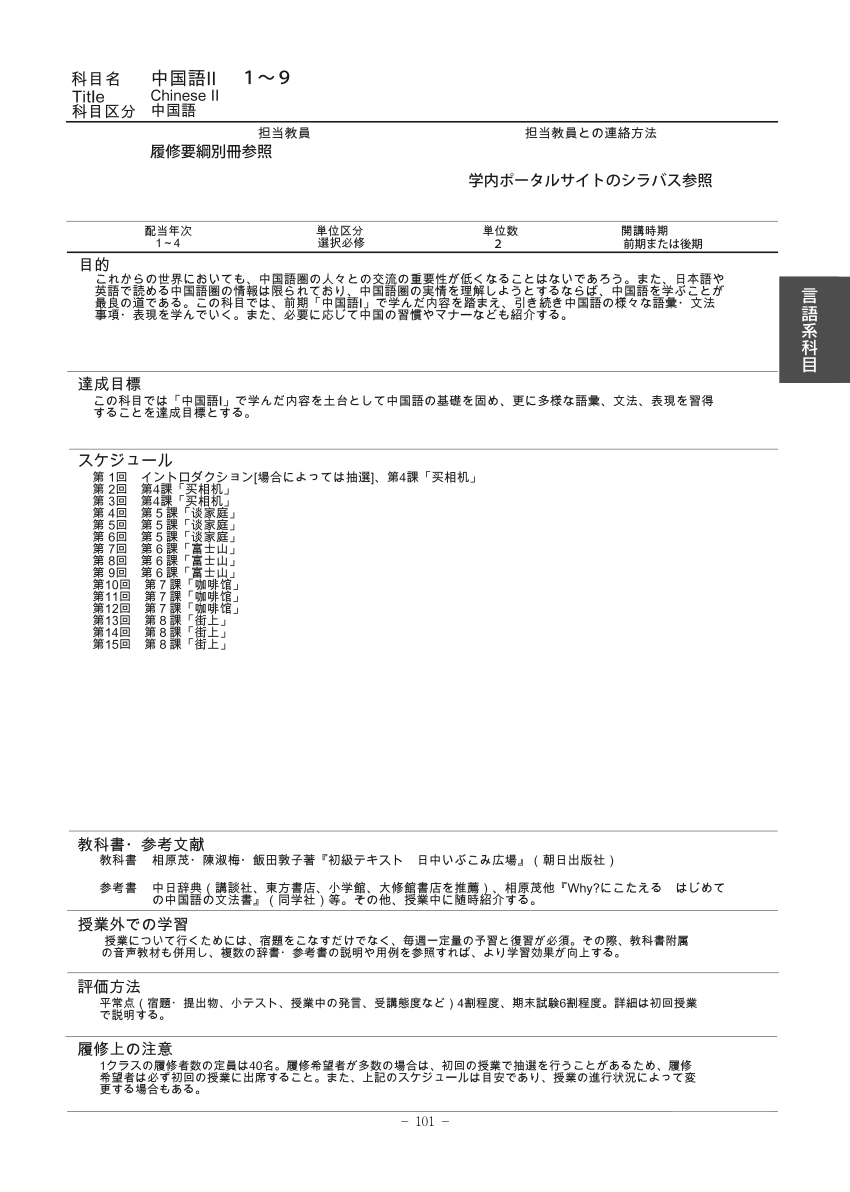 科目名 中国語II 1～9
Title Chinese II
科目区分 中国語
担当教員 担当教員との連絡方法
履修要綱別冊参照
学内ポータルサイトのシラバス参照
配当年次 単位区分 単位数 開講時期
1~4 選択必修 2 前期または後期
目的
これからの世界においても、中国語圏の人々との交流の重要性が低くなることはないであろう。また、日本語や
英語で読める中国語圏の情報は限られており、中国語圏の実情を理解しようとするならば、中国語を学ぶことが
最良の道である。この科目では、前期「中国語I」で学んだ内容を踏まえ、引き続き中国語の様々な語彙・文法
事項・表現を学んでいく。また、必要に応じて中国の習慣やマナーなども紹介する。
言語系科目
達成目標
この科目では「中国語I」で学んだ内容を土台として中国語の基礎を固め、更に多様な語彙、文法、表現を習得
することを達成目標とする。
スケジュール
第 1回 イントロダクション[場合によっては抽選]、第4課「买相机」
第 2回 第4課「买相机」
第 3回 第4課「买相机」
第 4回 第５課「谈家庭」
第 5回 第５課「谈家庭」
第 6回 第５課「谈家庭」
第 7回 第６課「富士山」
第 8回 第６課「富士山」
第 9回 第６課「富士山」
第10回 第７課「咖啡馆」
第11回 第７課「咖啡馆」
第12回 第７課「咖啡馆」
第13回 第８課「街上」
第14回 第８課「街上」
第15回 第８課「街上」
教科書・参考文献
教科書 相原茂・陳淑梅・飯田敦子著『初級テキスト 日中いぶこみ広場』（朝日出版社）
参考書 中日辞典（講談社、東方書店、小学館、大修館書店を推薦）、相原茂他『Why?にこたえる はじめて
の中国語の文法書』（同学社）等。その他、授業中に随時紹介する。
授業外での学習
授業について行くためには、宿題をこなすだけでなく、毎週一定量の予習と復習が必須。その際、教科書附属
の音声教材も併用し、複数の辞書・参考書の説明や用例を参照すれば、より学習効果が向上する。
評価方法
平常点（宿題・提出物、小テスト、授業中の発言、受講態度など）4割程度、期末試験6割程度。詳細は初回授業
で説明する。
履修上の注意
1クラスの履修者数の定員は40名。履修希望者が多数の場合は、初回の授業で抽選を行うことがあるため、履修
希望者は必ず初回の授業に出席すること。また、上記のスケジュールは目安であり、授業の進行状況によって変
更する場合もある。
− 101 −